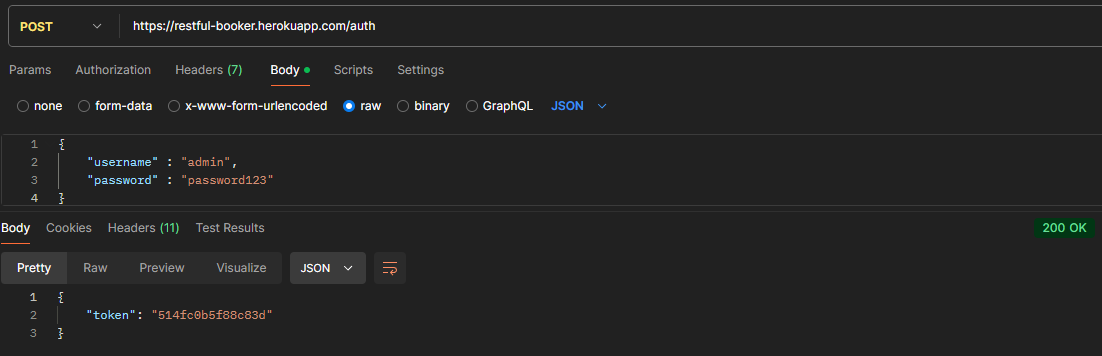 POST https://restful-booker.herokuapp.com/auth
Params Authorization Headers (7) Body Scripts Settings
none form-data x-www-form-urlencoded raw binary GraphQL JSON
1 {
2 "username" : "admin",
3 "password" : "password123"
4 }
Body Cookies Headers (11) Test Results 200 OK
Pretty Raw Preview Visualize JSON
1 {
2 "token": "514fc0b5f88c83d"
3 }